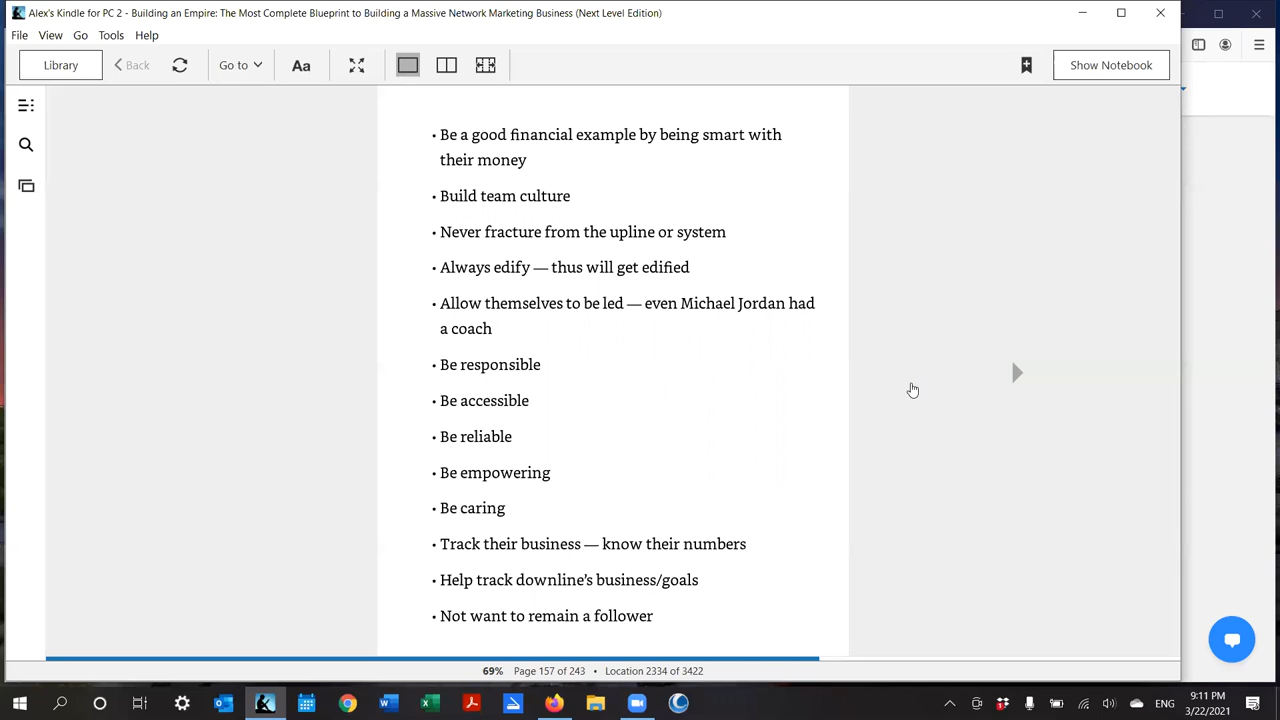 Alex's Kindle for PC 2 - Building an Empire: The Most Complete Blueprint to Building a Massive Network Marketing Business (Next Level Edition)
File View Go Tools Help
Library Back Go to Aa Show Notebook
• Be a good financial example by being smart with
their money
• Build team culture
• Never fracture from the upline or system
• Always edify — thus will get edified
• Allow themselves to be led — even Michael Jordan had
a coach
• Be responsible
• Be accessible
• Be reliable
• Be empowering
• Be caring
• Track their business — know their numbers
• Help track downline’s business/goals
• Not want to remain a follower
69% Page 157 of 243 • Location 2334 of 3422
ENG
9:11 PM
3/22/2021